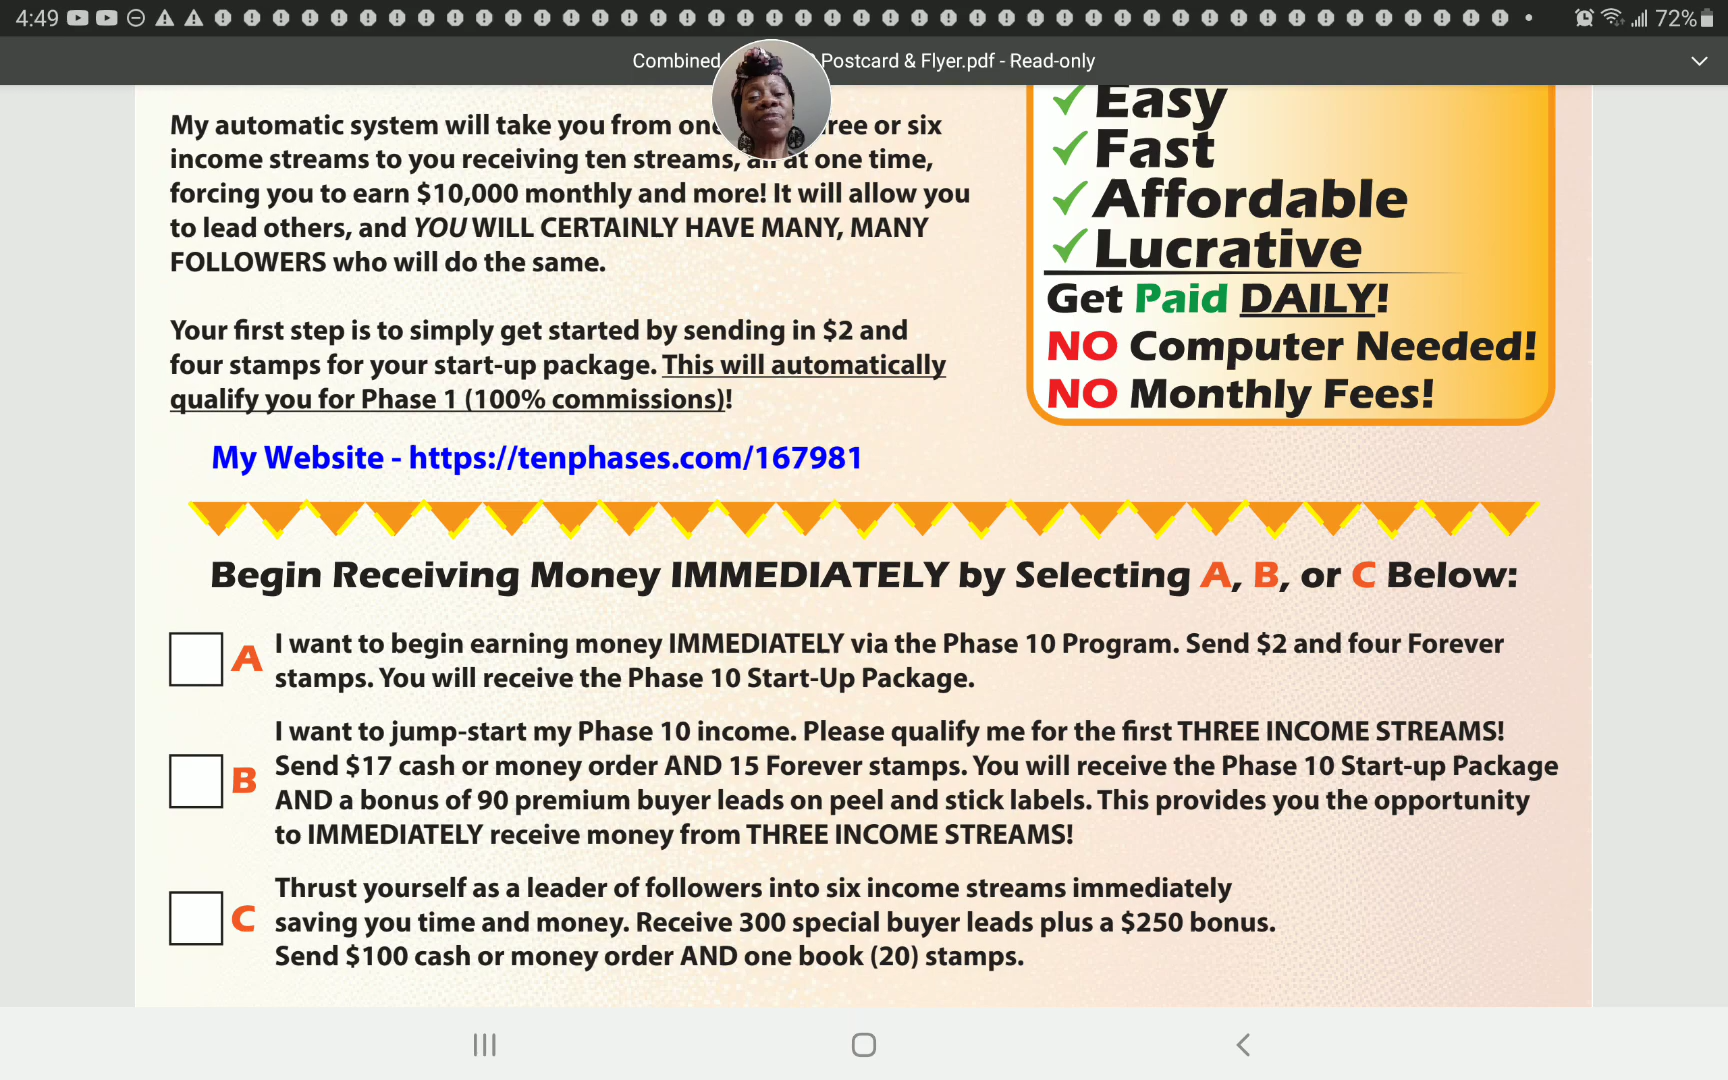 4:49
72%
Combined Postcard & Flyer.pdf - Read-only
My automatic system will take you from one ree or six
income streams to you receiving ten streams, all at one time,
forcing you to earn $10,000 monthly and more! It will allow you
to lead others, and YOU WILL CERTAINLY HAVE MANY, MANY
FOLLOWERS who will do the same.
Your first step is to simply get started by sending in $2 and
four stamps for your start-up package. This will automatically
qualify you for Phase 1 (100% commissions)!
My Website - https://tenphases.com/167981
Easy
Fast
Affordable
Lucrative
Get Paid DAILY!
NO Computer Needed!
NO Monthly Fees!
Begin Receiving Money IMMEDIATELY by Selecting A, B, or C Below:
A
I want to begin earning money IMMEDIATELY via the Phase 10 Program. Send $2 and four Forever
stamps. You will receive the Phase 10 Start-Up Package.
B
I want to jump-start my Phase 10 income. Please qualify me for the first THREE INCOME STREAMS!
Send $17 cash or money order AND 15 Forever stamps. You will receive the Phase 10 Start-up Package
AND a bonus of 90 premium buyer leads on peel and stick labels. This provides you the opportunity
to IMMEDIATELY receive money from THREE INCOME STREAMS!
C
Thrust yourself as a leader of followers into six income streams immediately
saving you time and money. Receive 300 special buyer leads plus a $250 bonus.
Send $100 cash or money order AND one book (20) stamps.